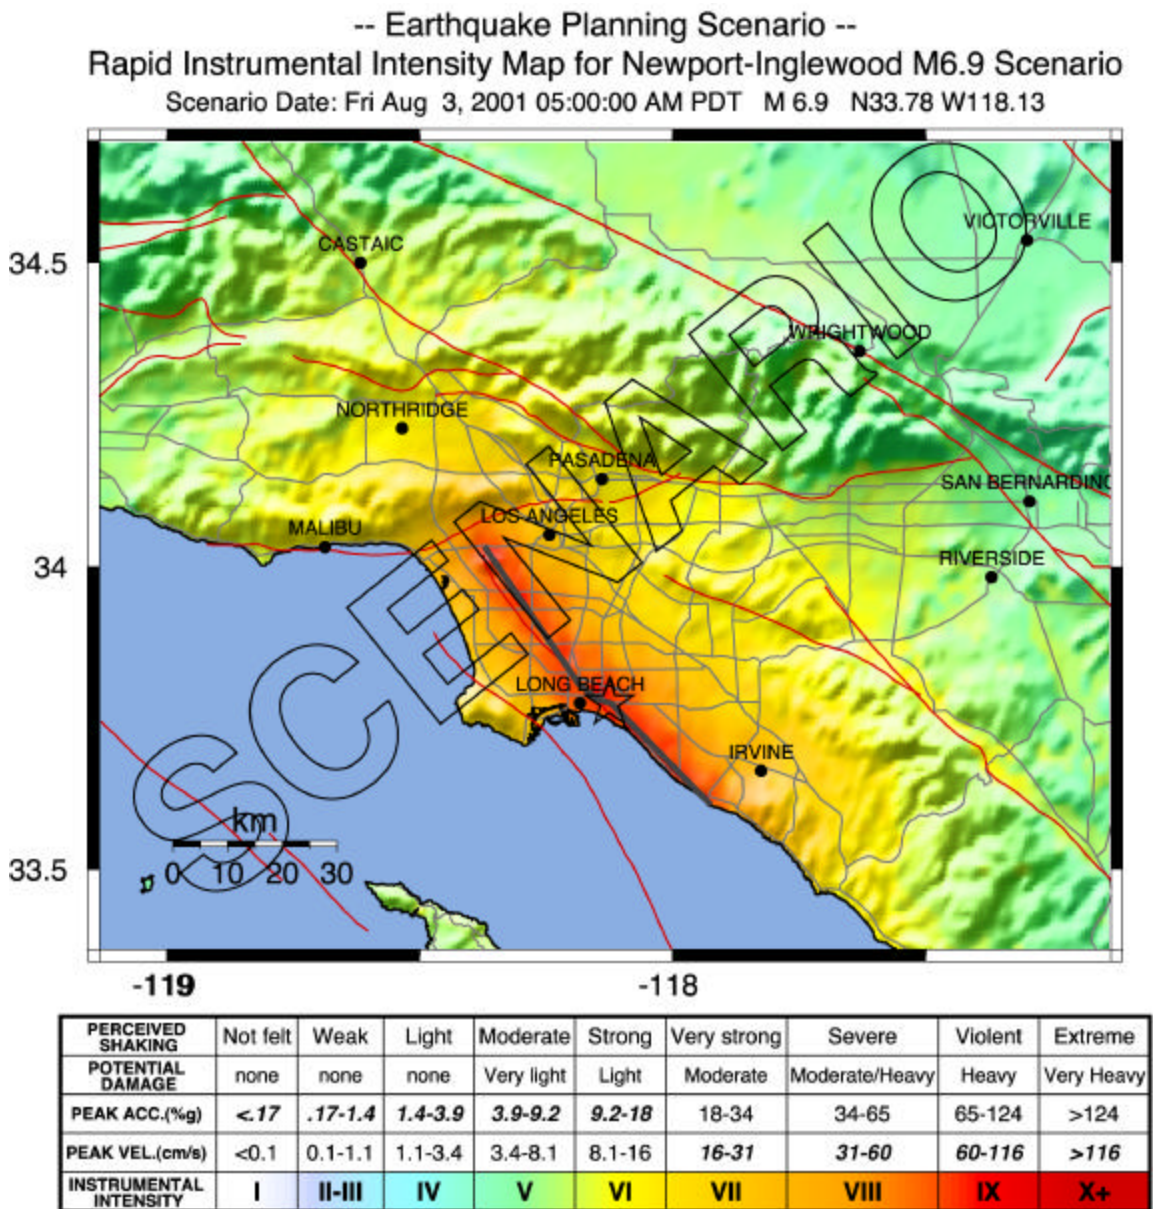 -- Earthquake Planning Scenario --
Rapid Instrumental Intensity Map for Newport-Inglewood M6.9 Scenario
Scenario Date: Fri Aug 3, 2001 05:00:00 AM PDT M 6.9 N33.78 W118.13
SCENARIO
VICTORVILLE
CASTAIC
34.5
WRIGHTWOOD
NORTHRIDGE
PASADENA
SAN BERNARDINO
LOS ANGELES
MALIBU
34
RIVERSIDE
LONG BEACH
IRVINE
km
33.5
0 10 20 30
-119 -118
PERCEIVED SHAKING Not felt Weak Light Moderate Strong Very strong Severe Violent Extreme
POTENTIAL DAMAGE none none none Very light Light Moderate Moderate/Heavy Heavy Very Heavy
PEAK ACC.(%g) <.17 .17-1.4 1.4-3.9 3.9-9.2 9.2-18 18-34 34-65 65-124 >124
PEAK VEL.(cm/s) <0.1 0.1-1.1 1.1-3.4 3.4-8.1 8.1-16 16-31 31-60 60-116 >116
INSTRUMENTAL INTENSITY I II-III IV V VI VII VIII IX X+